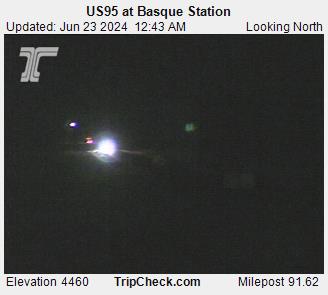 US95 at Basque Station
Updated: Jun 23 2024 12:43 AM Looking North
Elevation 4460 TripCheck.com Milepost 91.62